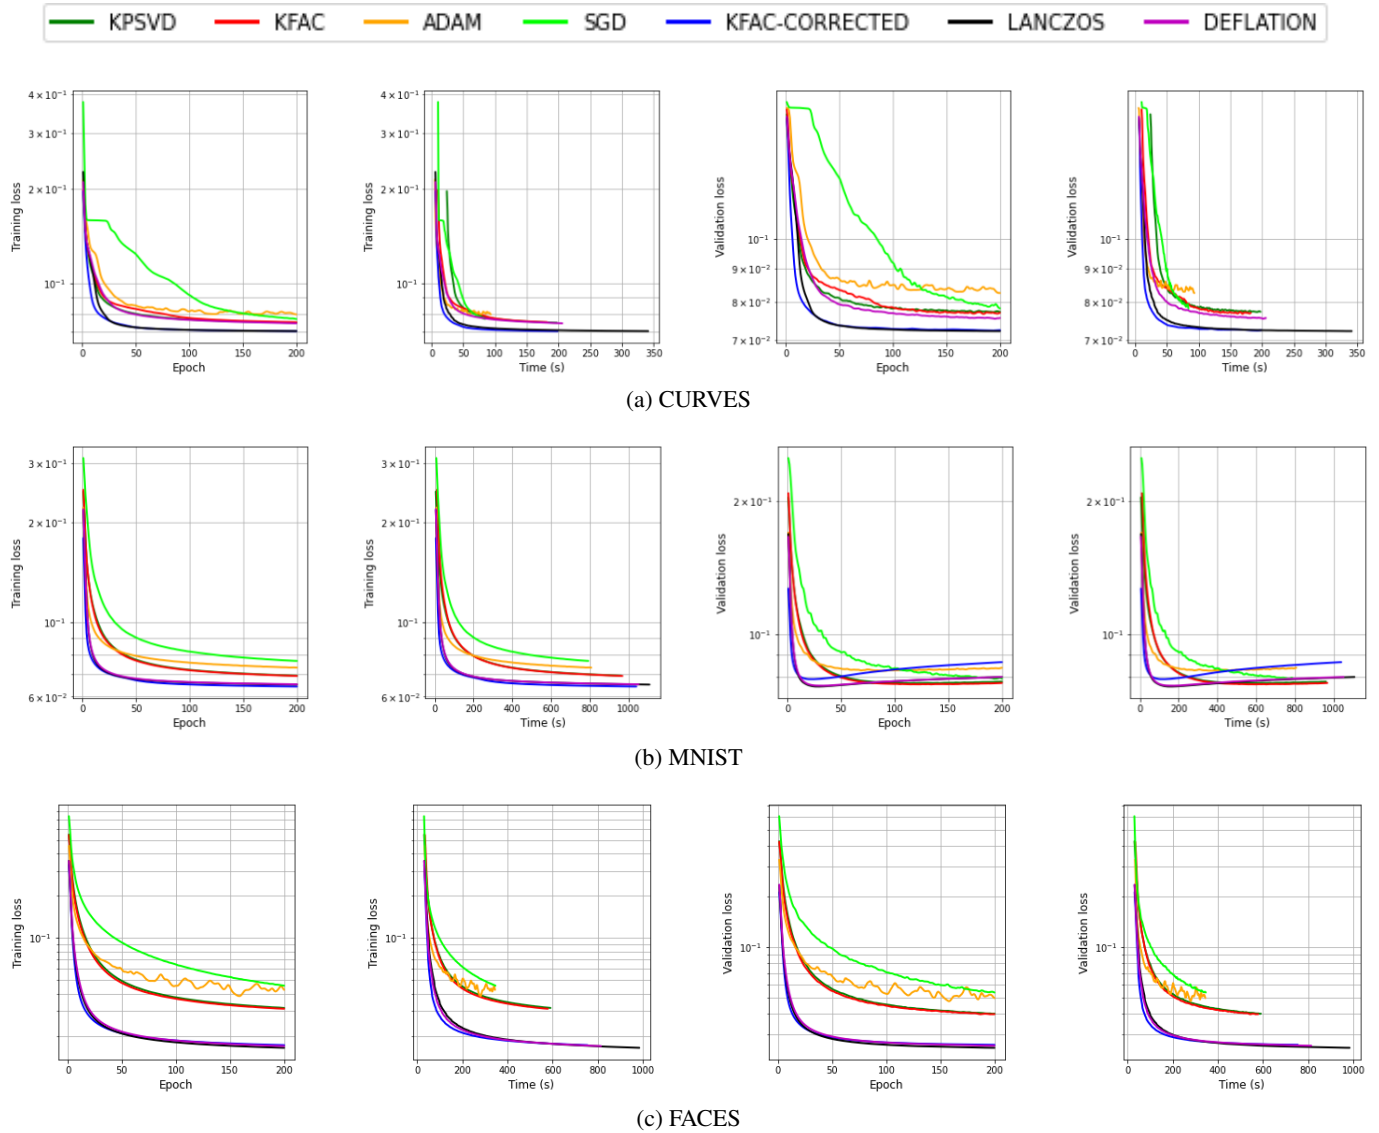 KPSVD KFAC ADAM SGD KFAC-CORRECTED LANCZOS DEFLATION
4 × 10⁻¹
3 × 10⁻¹
2 × 10⁻¹
10⁻¹
Training loss
0 50 100 150 200
Epoch
4 × 10⁻¹
3 × 10⁻¹
2 × 10⁻¹
10⁻¹
Training loss
0 50 100 150 200 250 300 350
Time (s)
10⁻¹
9 × 10⁻²
8 × 10⁻²
7 × 10⁻²
Validation loss
0 50 100 150 200
Epoch
10⁻¹
9 × 10⁻²
8 × 10⁻²
7 × 10⁻²
Validation loss
0 50 100 150 200 250 300 350
Time (s)
(a) CURVES
3 × 10⁻¹
2 × 10⁻¹
10⁻¹
6 × 10⁻²
Training loss
0 50 100 150 200
Epoch
3 × 10⁻¹
2 × 10⁻¹
10⁻¹
6 × 10⁻²
Training loss
0 200 400 600 800 1000
Time (s)
2 × 10⁻¹
10⁻¹
Validation loss
0 50 100 150 200
Epoch
2 × 10⁻¹
10⁻¹
Validation loss
0 200 400 600 800 1000
Time (s)
(b) MNIST
10⁻¹
Training loss
0 50 100 150 200
Epoch
10⁻¹
Training loss
0 200 400 600 800 1000
Time (s)
10⁻¹
Validation loss
0 50 100 150 200
Epoch
10⁻¹
Validation loss
0 200 400 600 800 1000
Time (s)
(c) FACES